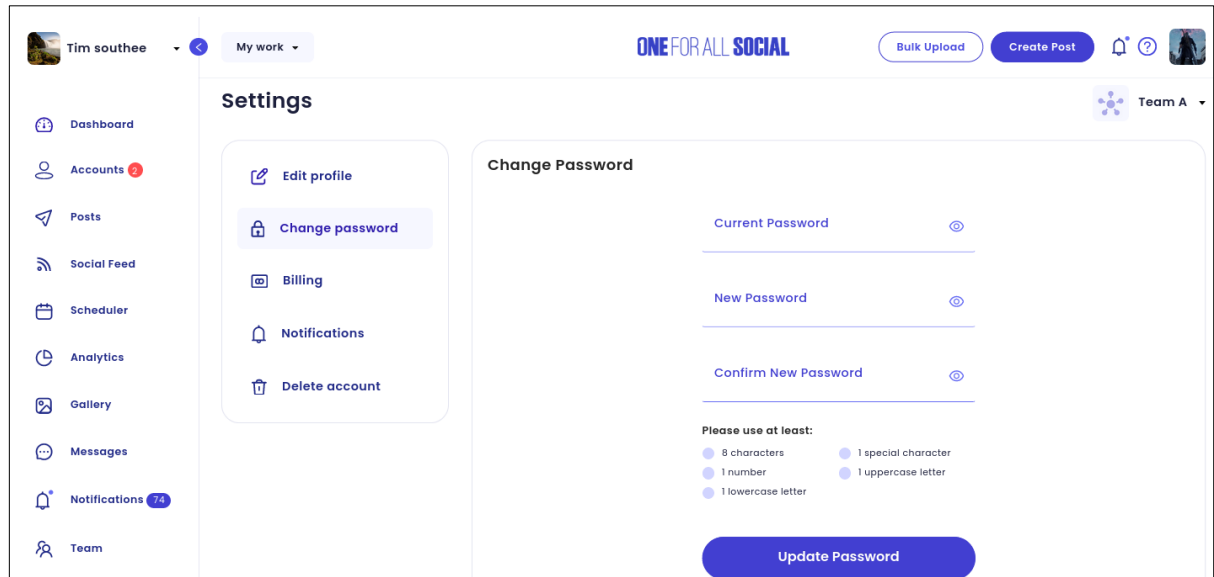 Tim southee
My work
ONE FOR ALL SOCIAL
Bulk Upload
Create Post
Settings
Team A
Dashboard
Accounts 2
Posts
Social Feed
Scheduler
Analytics
Gallery
Messages
Notifications 74
Team
Edit profile
Change password
Billing
Notifications
Delete account
Change Password
Current Password
New Password
Confirm New Password
Please use at least:
8 characters
1 special character
1 number
1 uppercase letter
1 lowercase letter
Update Password